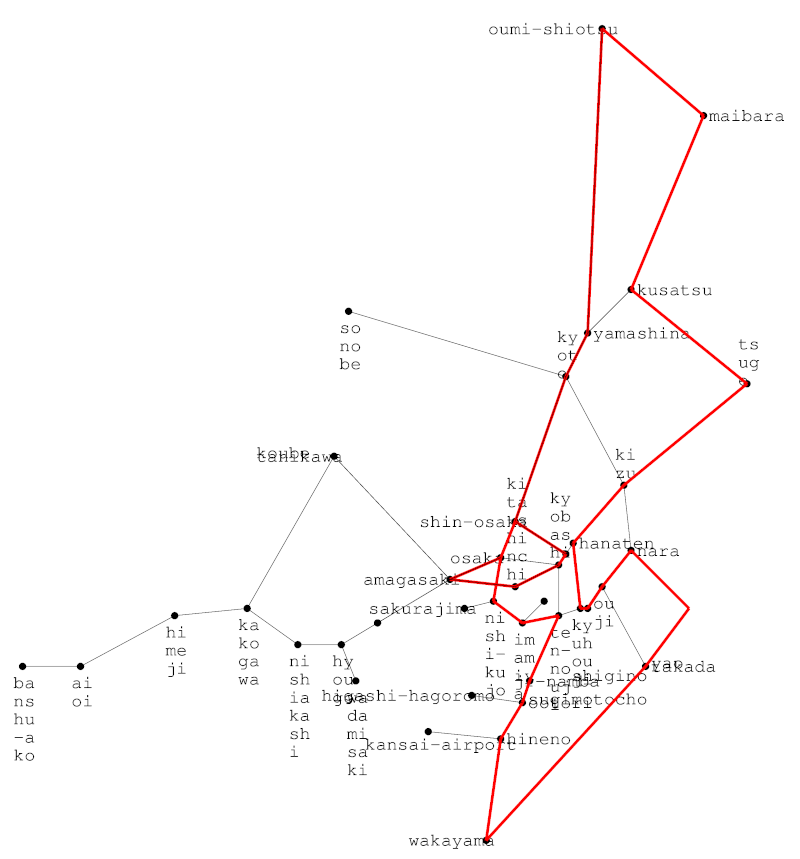 oumi-shiotsu
maibara
kusatsu
so
no
be
yamashina
ky
ot
o
ts
ug
e
koube
tanikawa
ki
zu
ki
ta
-s
hi
nc
hi
ky
ob
as
hi
shin-osaka
hanaten
nara
osaka
amagasaki
sakurajima
ou
ji
ni
sh
i-
ku
jo
im
am
iy
a
te
n-
no
uj
i
ky
uh
ou
ji
hi
me
ji
ka
ko
ga
wa
ni
sh
ia
ka
sh
i
hy
ou
go
wa
da
mi
sa
ki
ba
ns
hu
-a
ko
ai
oi
yao
takada
shigino
jr-nanba
higashi-hagoromo
sugimotocho
ootori
kansai-airport
hineno
wakayama